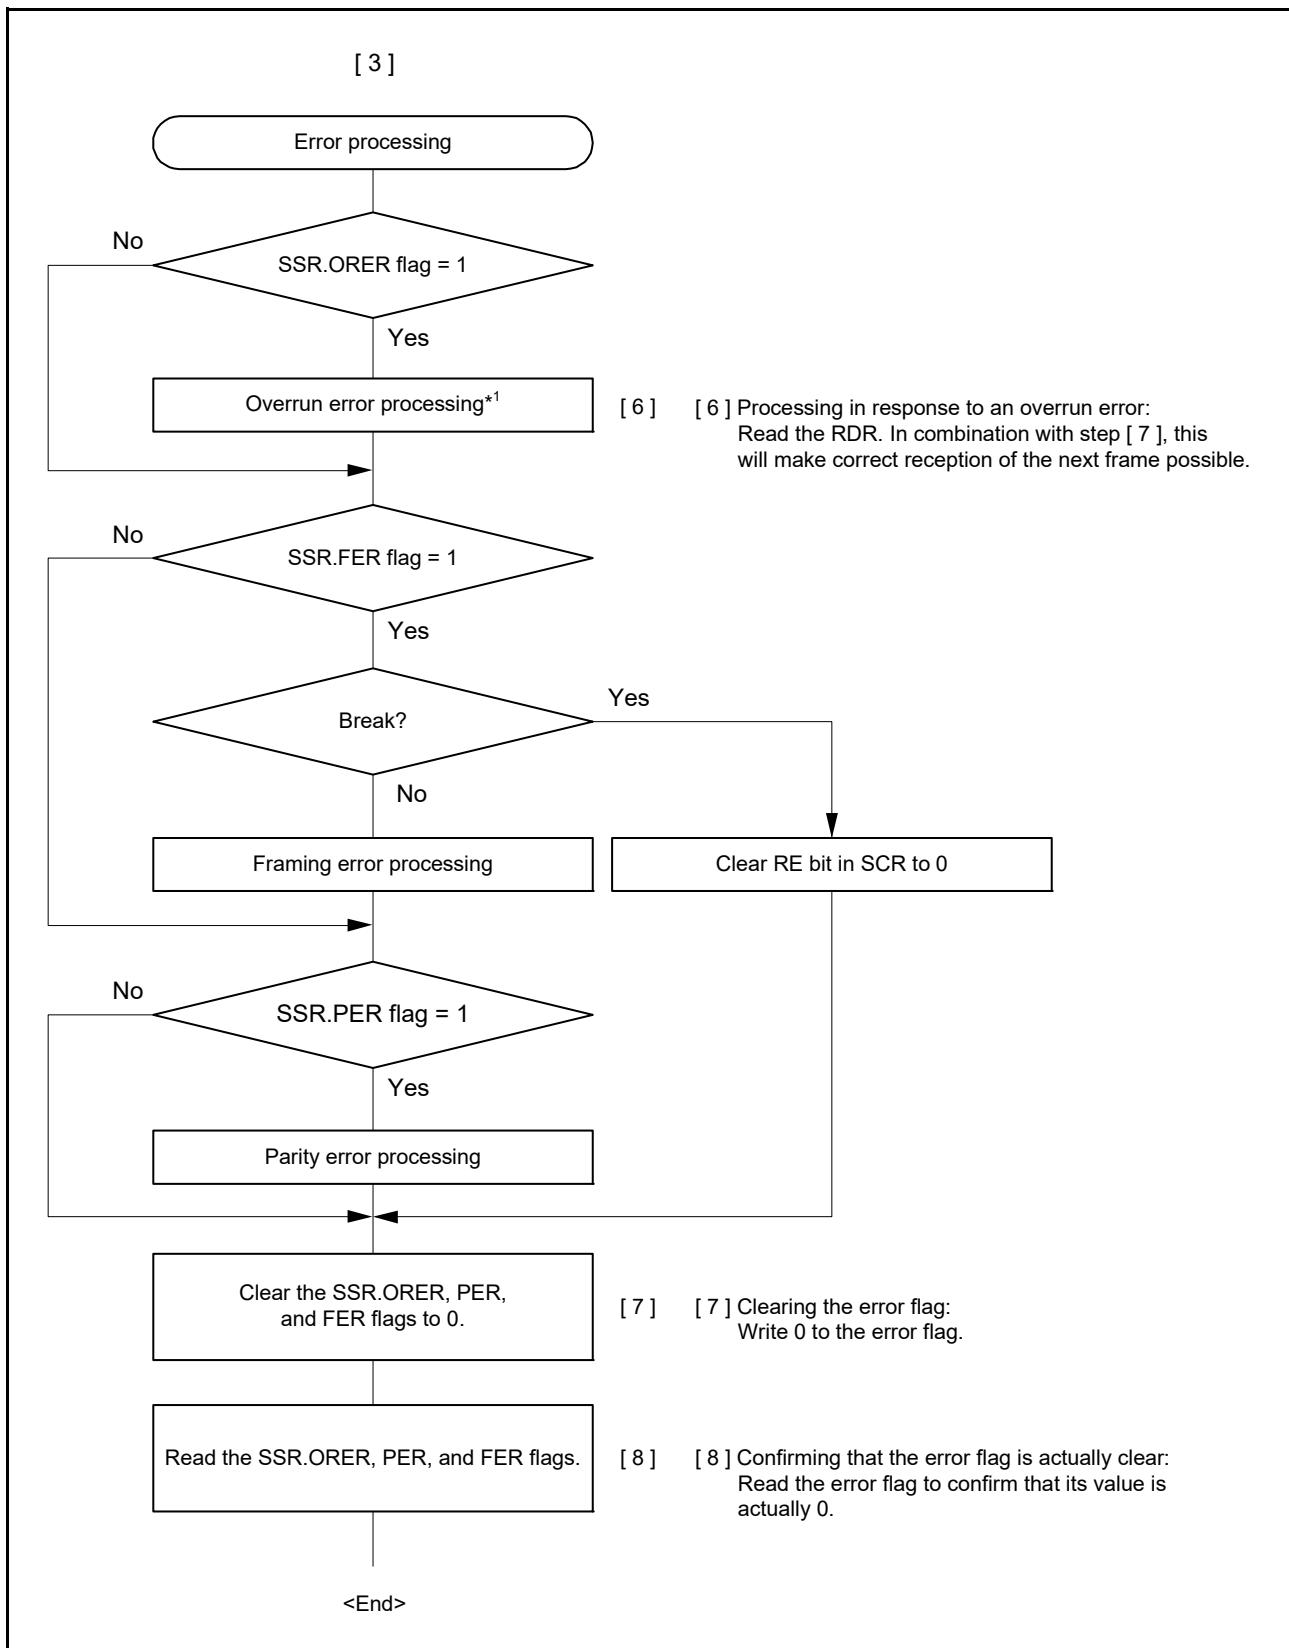 [ 3 ]
Error processing
No
SSR.ORER flag = 1
Yes
Overrun error processing*1
[ 6 ]
[ 6 ] Processing in response to an overrun error:
Read the RDR. In combination with step [ 7 ], this
will make correct reception of the next frame possible.
No
SSR.FER flag = 1
Yes
Break?
Yes
No
Framing error processing
Clear RE bit in SCR to 0
No
SSR.PER flag = 1
Yes
Parity error processing
Clear the SSR.ORER, PER,
and FER flags to 0.
[ 7 ]
[ 7 ] Clearing the error flag:
Write 0 to the error flag.
Read the SSR.ORER, PER, and FER flags.
[ 8 ]
[ 8 ] Confirming that the error flag is actually clear:
Read the error flag to confirm that its value is
actually 0.
<End>